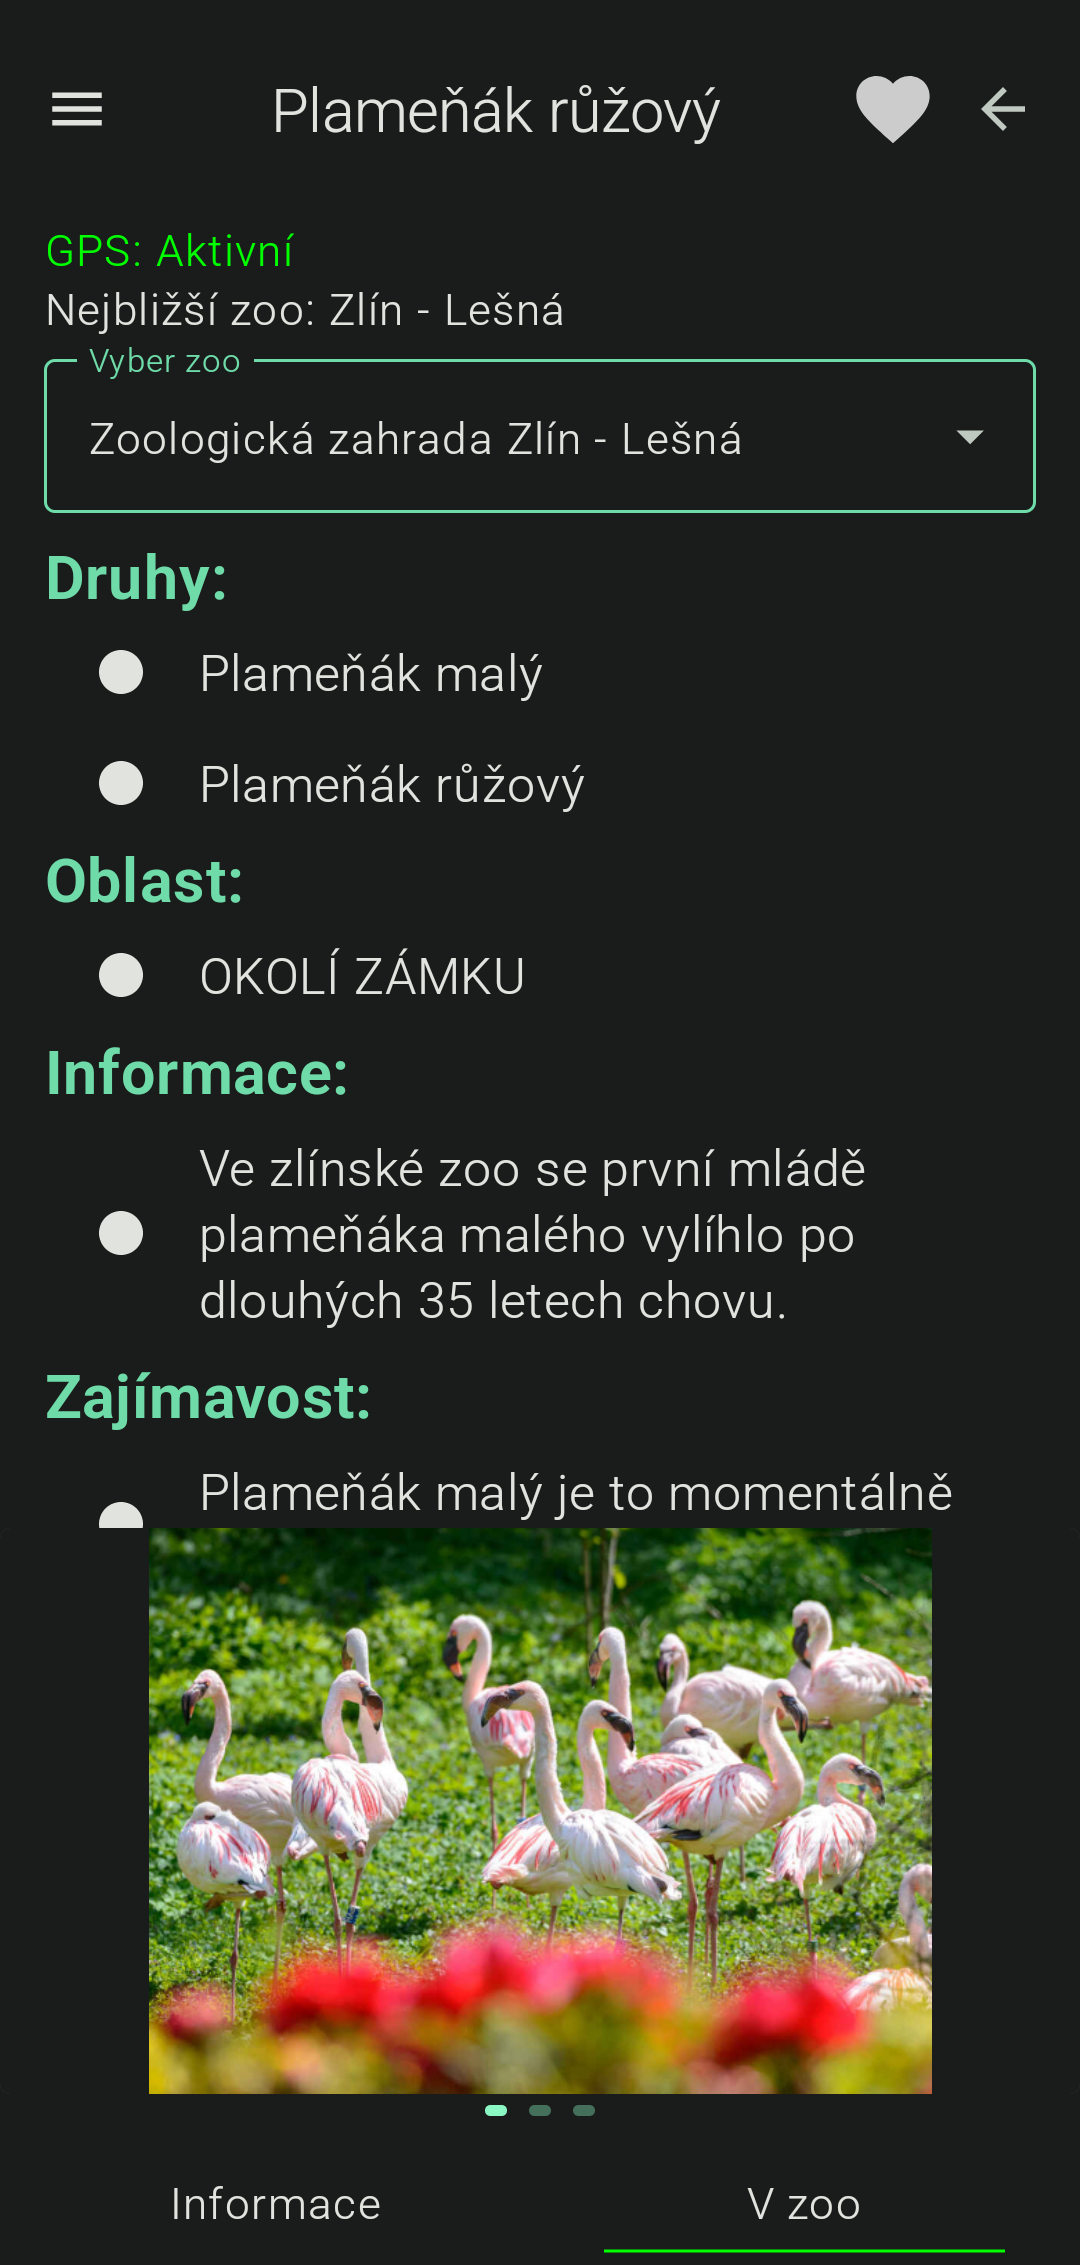 Plameňák růžový
GPS: Aktivní
Nejbližší zoo: Zlín - Lešná
Vyber zoo
Zoologická zahrada Zlín - Lešná
Druhy:
Plameňák malý
Plameňák růžový
Oblast:
OKOLÍ ZÁMKU
Informace:
Ve zlínské zoo se první mládě
plameňáka malého vylíhlo po
dlouhých 35 letech chovu.
Zajímavost:
Plameňák malý je to momentálně
Informace
V zoo